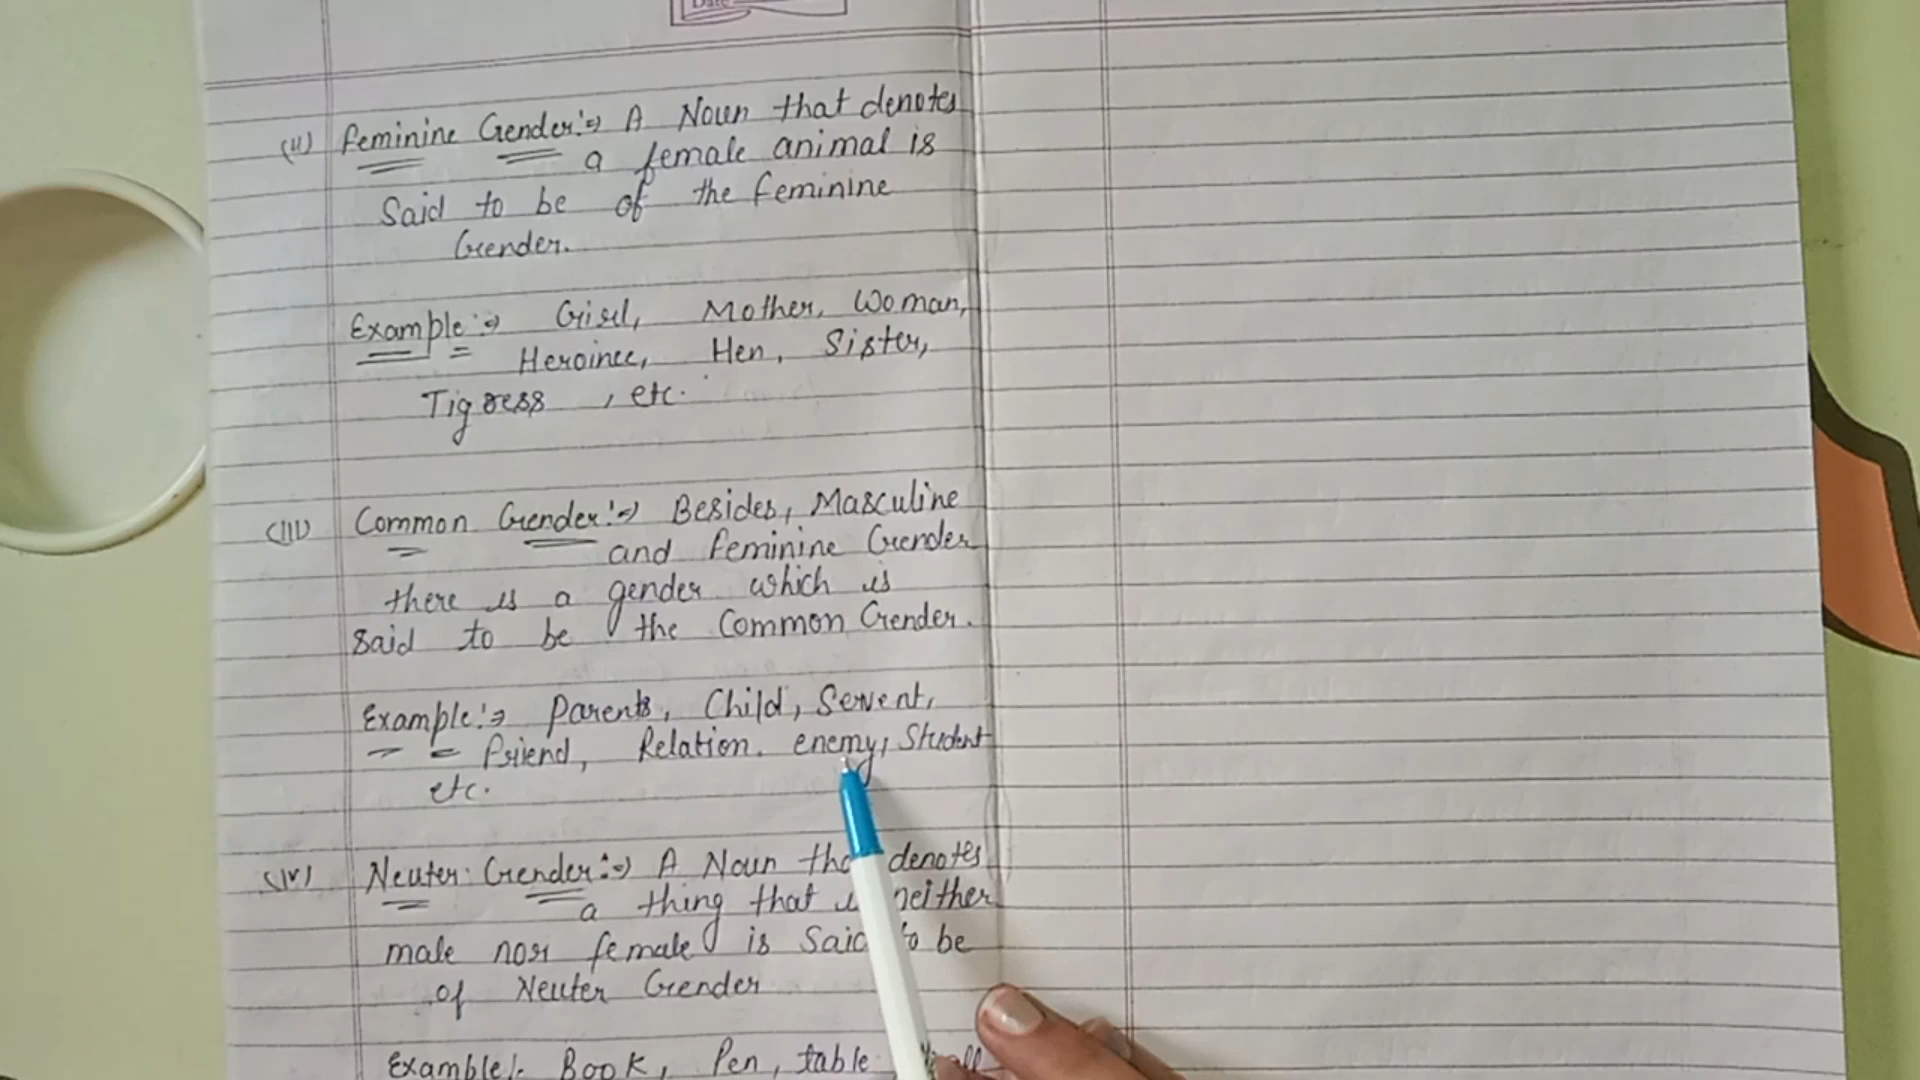 Date
(ii) Feminine Gender:⇒ A Noun that denotes
a female animal is
Said to be of the Feminine
Gender.
Example:⇒ Girl, Mother, Woman,
Heroinee, Hen, Sister,
Tigress , etc.
(iii) Common Gender:⇒ Besides, Masculine
and Feminine Gender
there is a gender which is
said to be the Common Gender.
Example:⇒ Parents, Child, Servent,
Friend, Relation. enemy, Student
etc.
(iv) Neuter Gender:⇒ A Noun denotes
a thing that neither
male nor female is Said to be
of Neuter Gender
Example:- Book, Pen, table